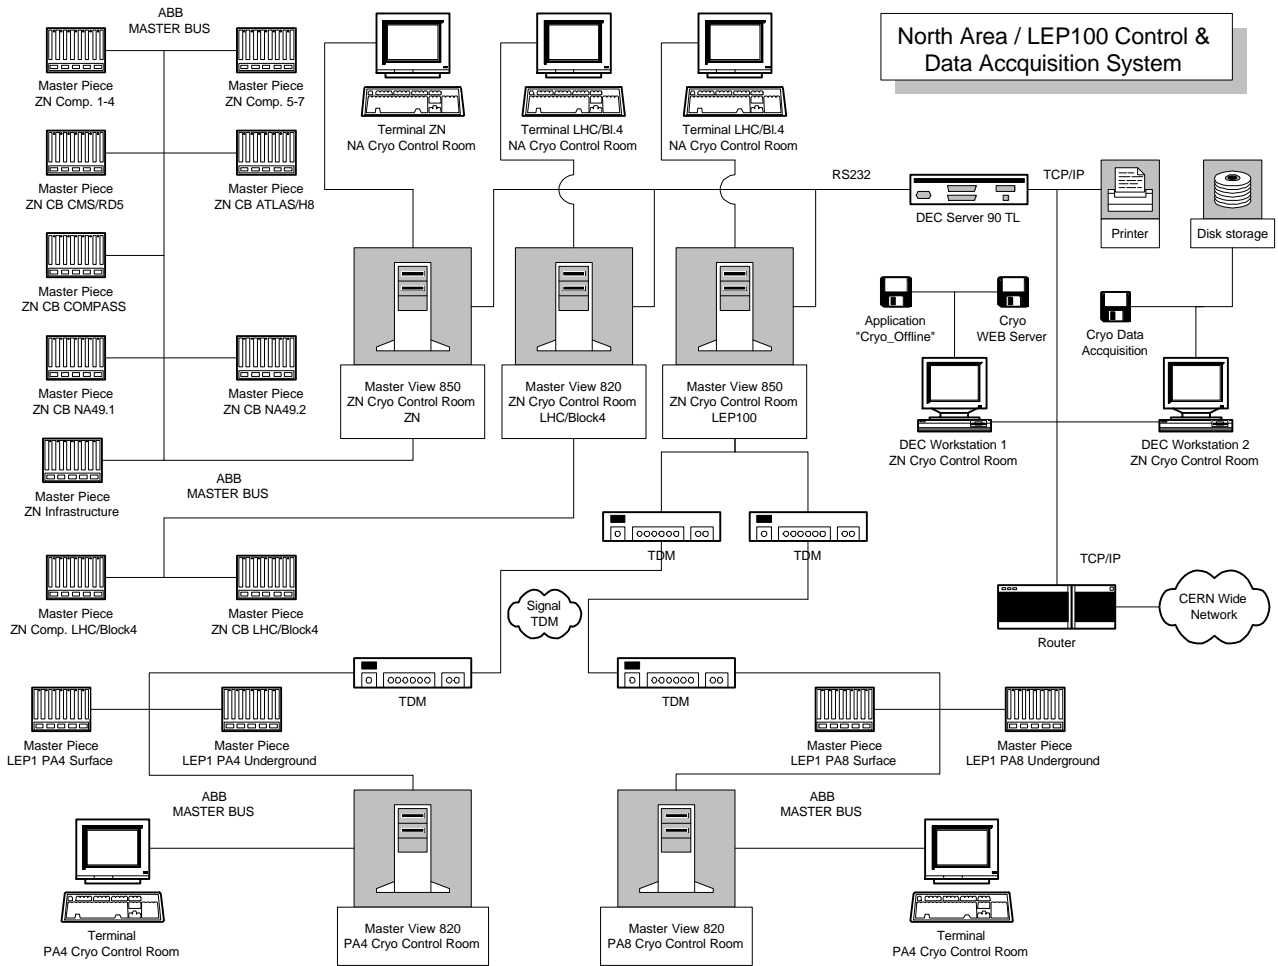 North Area / LEP100 Control &
Data Accquisition System
ABB
MASTER BUS
Master Piece
ZN Comp. 1-4
Master Piece
ZN Comp. 5-7
Master Piece
ZN CB CMS/RD5
Master Piece
ZN CB ATLAS/H8
Master Piece
ZN CB COMPASS
Master Piece
ZN CB NA49.1
Master Piece
ZN CB NA49.2
Master Piece
ZN Infrastructure
ABB
MASTER BUS
Master Piece
ZN Comp. LHC/Block4
Master Piece
ZN CB LHC/Block4
Terminal ZN
NA Cryo Control Room
Terminal LHC/Bl.4
NA Cryo Control Room
Terminal LHC/Bl.4
NA Cryo Control Room
Master View 850
ZN Cryo Control Room
ZN
Master View 820
ZN Cryo Control Room
LHC/Block4
Master View 850
ZN Cryo Control Room
LEP100
RS232
DEC Server 90 TL
TCP/IP
Printer
Disk storage
Application
"Cryo_Offline"
Cryo
WEB Server
Cryo Data
Accquisition
DEC Workstation 1
ZN Cryo Control Room
DEC Workstation 2
ZN Cryo Control Room
TDM
TDM
Signal
TDM
TCP/IP
Router
CERN Wide
Network
TDM
TDM
Master Piece
LEP1 PA4 Surface
Master Piece
LEP1 PA4 Underground
Master Piece
LEP1 PA8 Surface
Master Piece
LEP1 PA8 Underground
ABB
MASTER BUS
ABB
MASTER BUS
Terminal
PA4 Cryo Control Room
Master View 820
PA4 Cryo Control Room
Master View 820
PA8 Cryo Control Room
Terminal
PA4 Cryo Control Room